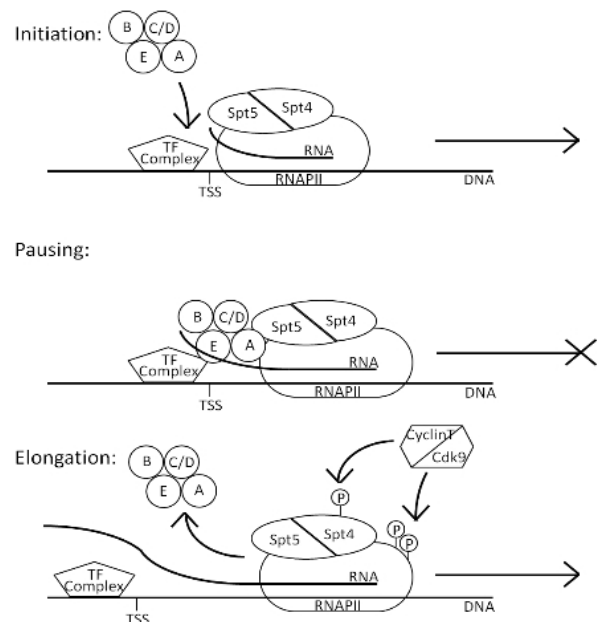 Initiation:
B C/D
E A
Spt5 Spt4
TF
Complex
RNA
RNAPII
TSS
DNA
Pausing:
B C/D
E A
Spt5 Spt4
TF
Complex
RNA
RNAPII
TSS
DNA
Elongation:
B C/D
E A
CyclinT
Cdk9
P
P
P
Spt5 Spt4
TF
Complex
RNA
RNAPII
TSS
DNA